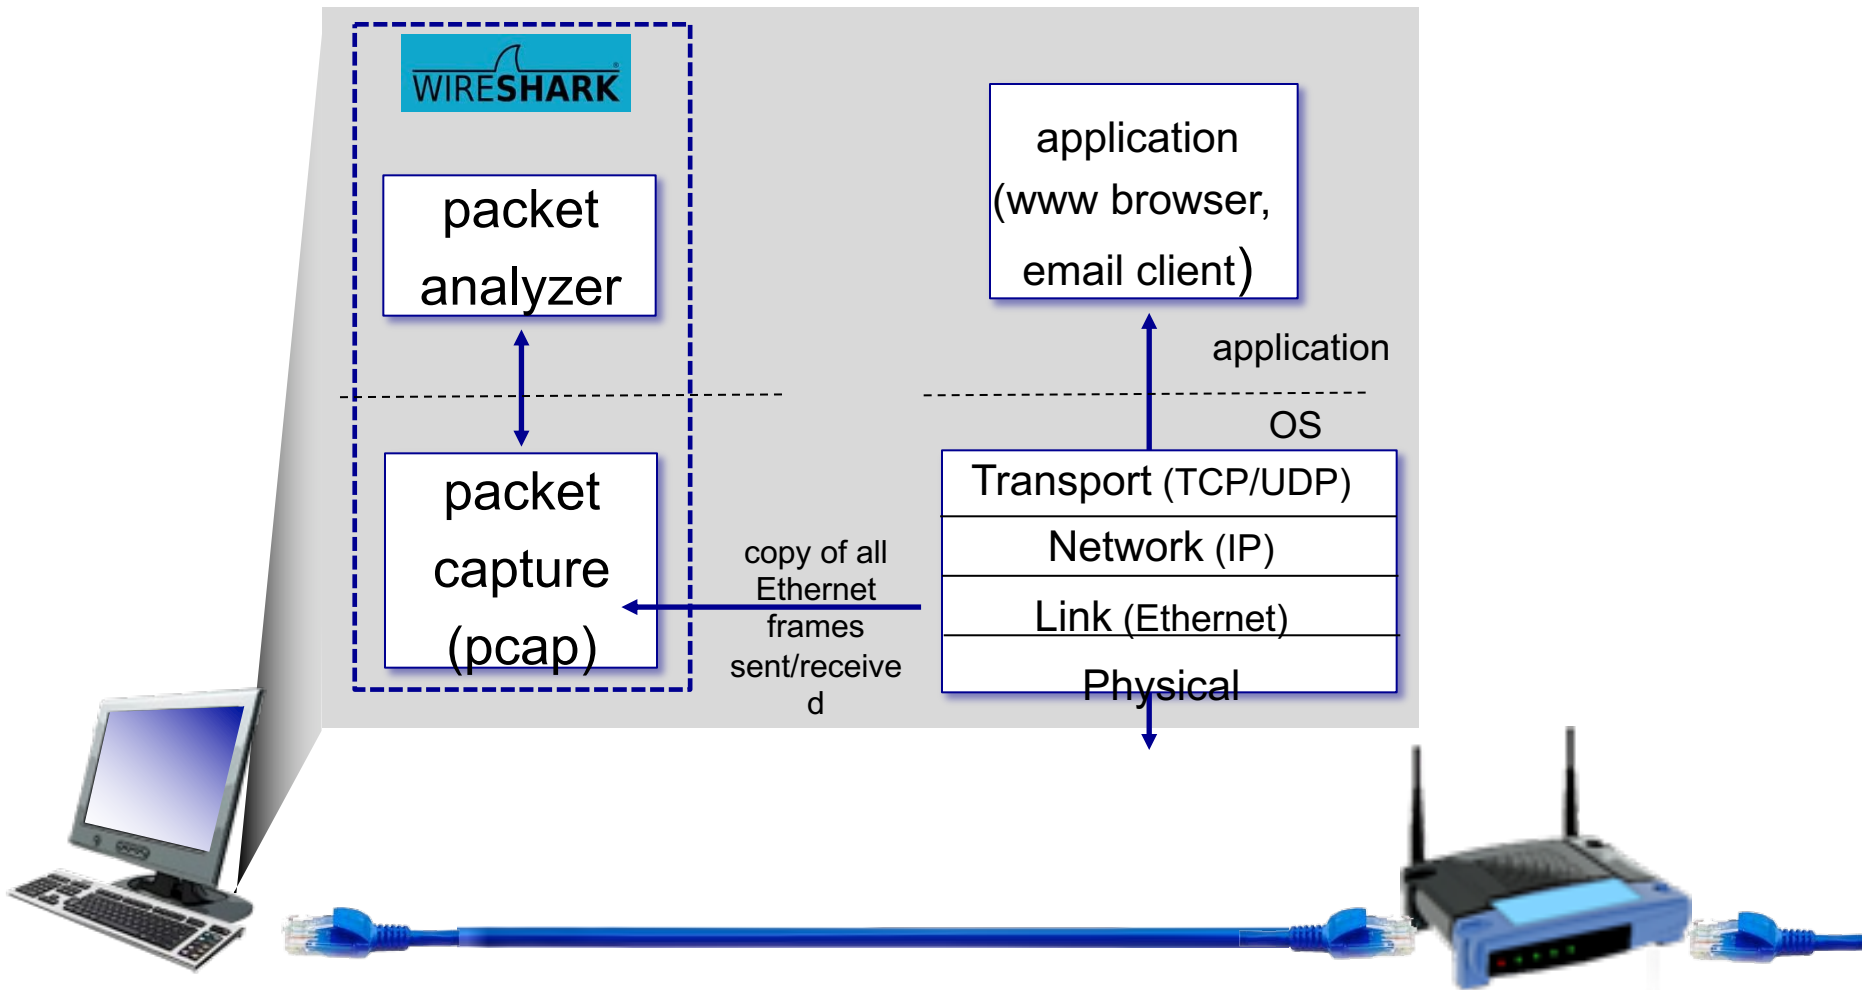 WIRESHARK
®
packet
analyzer
packet
capture
(pcap)
copy of all
Ethernet
frames
sent/receive
d
application
(www browser,
email client)
application
OS
Transport (TCP/UDP)
Network (IP)
Link (Ethernet)
Physical